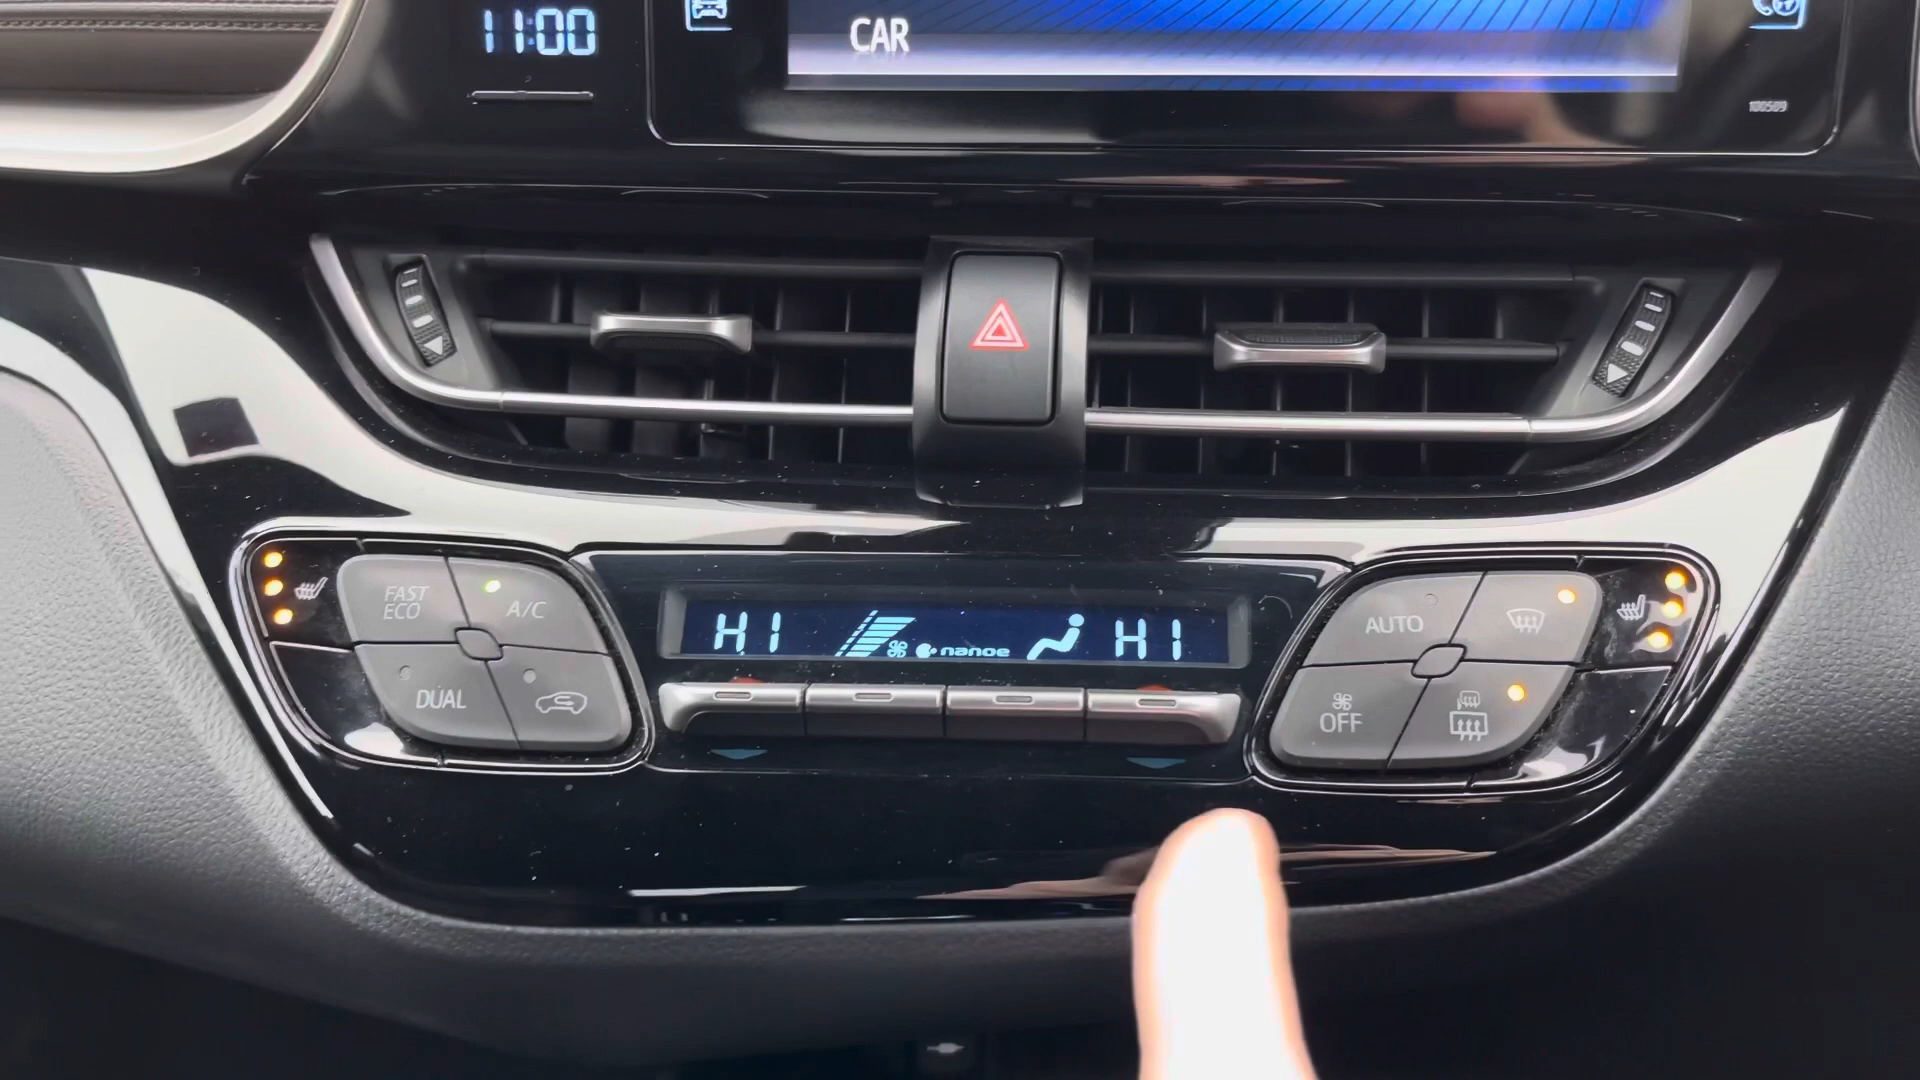 11:00
CAR
100509
FAST
ECO
A/C
DUAL
HI
nanoe
HI
AUTO
OFF